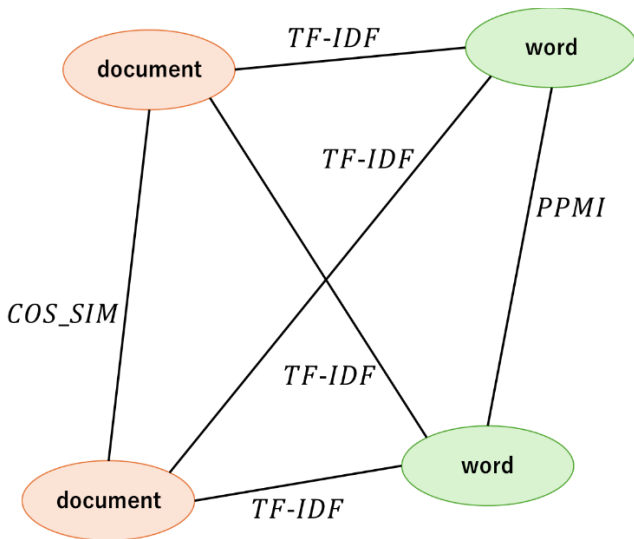 TF-IDF
document
word
TF-IDF
PPMI
COS_SIM
TF-IDF
word
document
TF-IDF